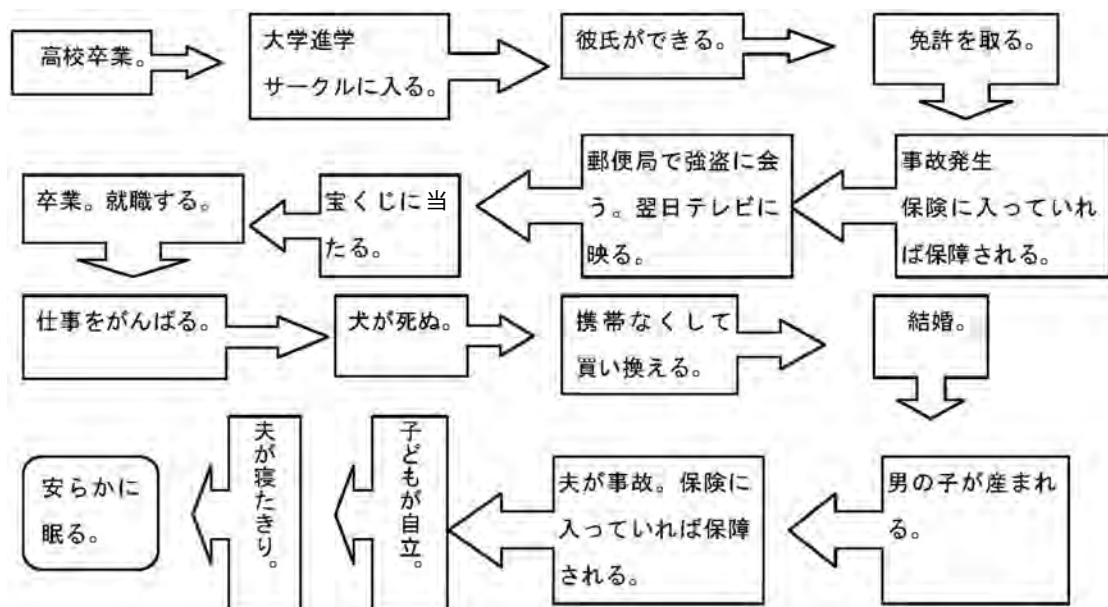 高校卒業。
大学進学
サークルに入る。
彼氏ができる。
免許を取る。
事故発生
保険に入っていれ
ば保障される。
郵便局で強盗に会
う。翌日テレビに
映る。
宝くじに当
たる。
卒業。就職する。
仕事をがんばる。
犬が死ぬ。
携帯なくして
買い換える。
結婚。
男の子が産まれ
る。
夫が事故。保険に
入っていれば保障
される。
子どもが自立。
夫が寝たきり。
安らかに
眠る。